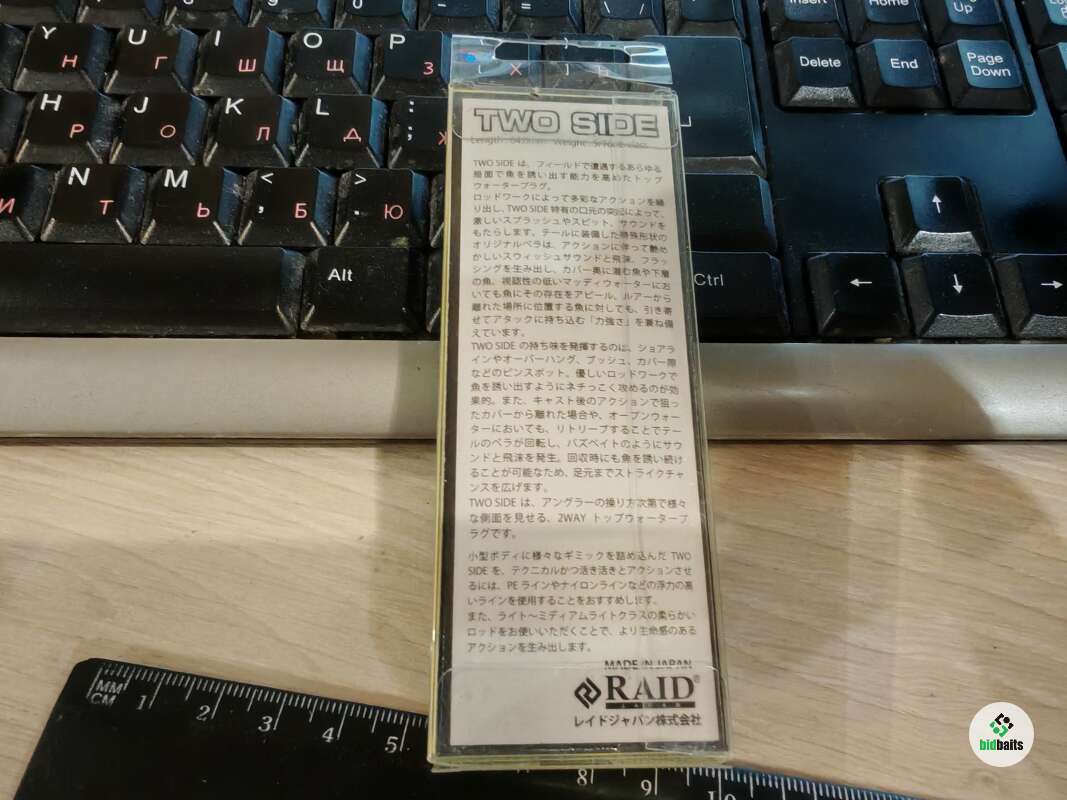 Insert
Home
Up
Y Н
U Г
I Ш
O Щ
P З
[ Х
Delete
End
Page
Down
H Р
J О
K Л
L Д
: ;
N Т
M Ь
< , Б
> . Ю
И
Alt
Ctrl
TWO SIDE
TWO SIDE は、フィールドで遭遇するあらゆる
局面で魚を誘い出す能力を高めたトップ
ウォータープラグ。
ロッドワークによって多彩なアクションを繰
り出し、TWO SIDE 特有の口元の突起によって、
激しいスプラッシュやスピット、サウンドを
もたらします。テールに装備した特殊形状の
オリジナルペラは、アクションに伴って艶め
かしいスウィッシュサウンドと飛沫、フラッ
シングを生み出し、カバー奥に潜む魚や下層
の魚、視認性の低いマッディウォーターにお
いても魚にその存在をアピール。ルアーから
離れた場所に位置する魚に対しても、引き寄
せてアタックに持ち込む「力強さ」を兼ね備
えています。
TWO SIDE の持ち味を発揮するのは、ショアラ
インやオーバーハング、ブッシュ、カバー際
などのピンスポット。優しいロッドワークで
魚を誘い出すようにネチっこく攻めるのが効
果的。また、キャスト後のアクションで狙っ
たカバーから離れた場合や、オープンウォー
ターにおいても、リトリーブすることでテー
ルのペラが回転し、バズベイトのようにサウ
ンドと飛沫を発生。回収時にも魚を誘い続け
ることが可能なため、足元までストライクチャ
ンスを広げます。
TWO SIDE は、アングラーの操り方次第で様々
な側面を見せる、2WAY トップウォータープ
ラグです。
小型ボディに様々なギミックを詰め込んだ TWO
SIDE を、テクニカルかつ活き活きとアクションさせ
るには、PE ラインやナイロンラインなどの浮力の高
いラインを使用することをおすすめします。
また、ライト～ミディアムライトクラスの柔らかい
ロッドをお使いいただくことで、より生命感のある
アクションを生み出します。
MADE IN JAPAN
RAID®
JAPAN
レイドジャパン株式会社
MM
CM
1 2 3 4 5 8 9 10
bidbaits